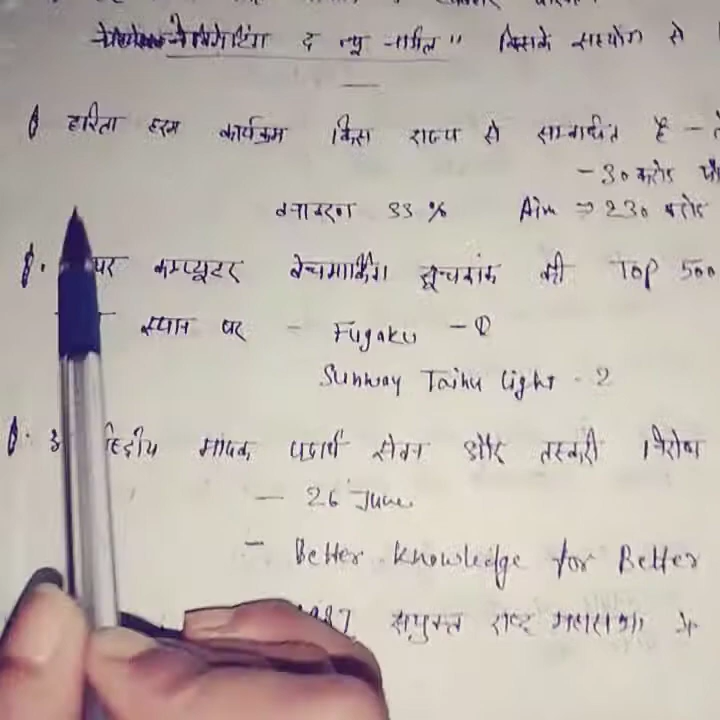 द न्यू नार्मल" किसके सहयोग से
Q हरिता हरम कार्यक्रम किस राज्य से सम्बन्धित है -
- 30 करोड
वनावरण 33 % Aim → 230 करोड
Q. पर कम्प्यूटर बेंचमार्किंग सूचकांक की Top 500
स्थान पर - Fugaku - 1
Sunway Taihu light - 2
Q. मादक पदार्थ सेवन और तस्करी विरोध
- 26 June
- Better Knowledge for Better
1987 संयुक्त राष्ट्र महासभा के